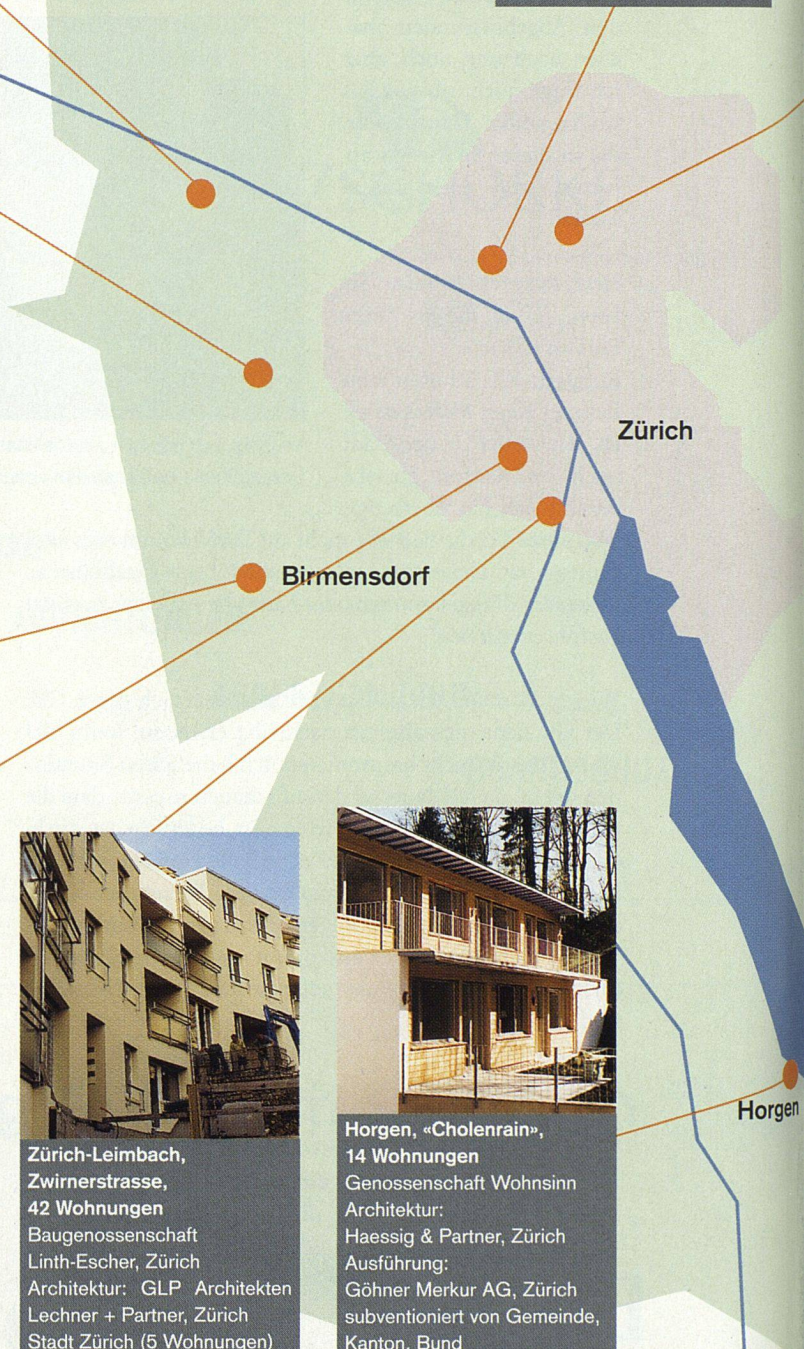 Zürich
Birmensdorf
Horgen
Zürich-Leimbach,
Zwirnerstrasse,
42 Wohnungen
Baugenossenschaft
Linth-Escher, Zürich
Architektur: GLP Architekten
Lechner + Partner, Zürich
Stadt Zürich (5 Wohnungen)
Horgen, «Cholenrain»,
14 Wohnungen
Genossenschaft Wohnsinn
Architektur:
Haessig & Partner, Zürich
Ausführung:
Göhner Merkur AG, Zürich
subventioniert von Gemeinde,
Kanton, Bund